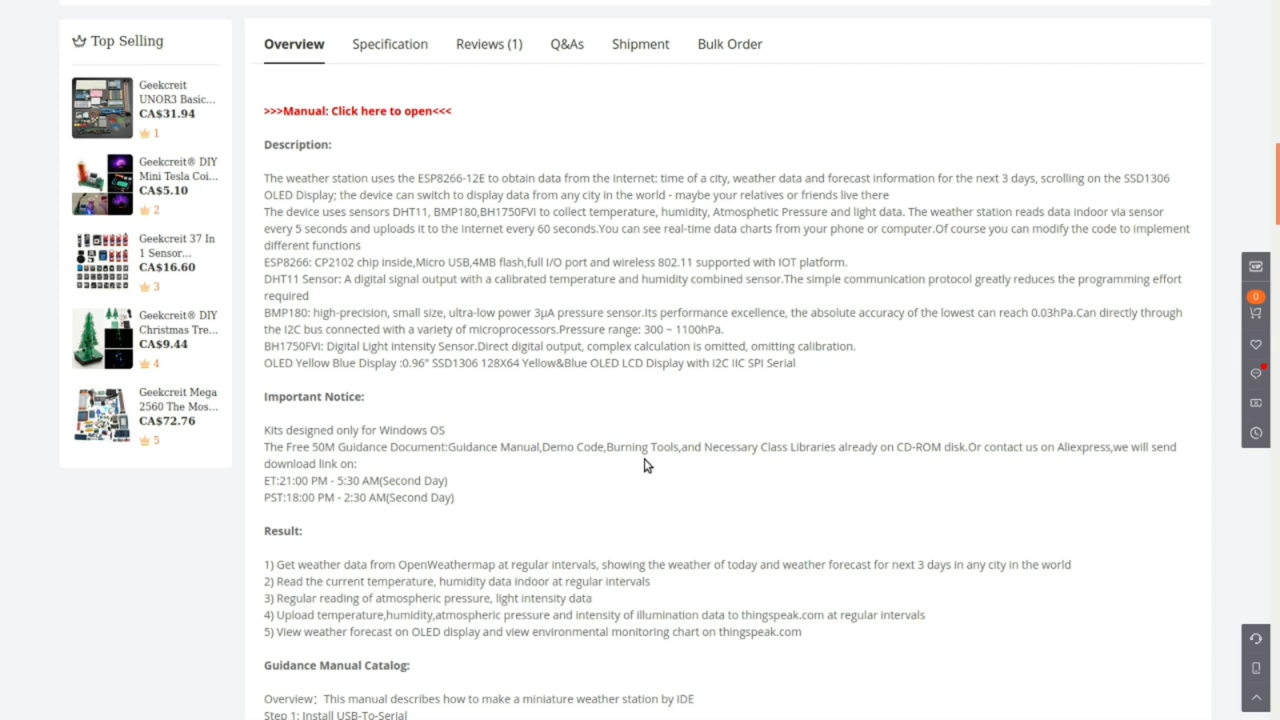 Top Selling
Geekcreit
UNOR3 Basic...
CA$31.94
1
Geekcreit® DIY
Mini Tesla Coi...
CA$5.10
2
Geekcreit 37 In
1 Sensor...
CA$16.60
3
Geekcreit® DIY
Christmas Tre...
CA$9.44
4
Geekcreit Mega
2560 The Mos...
CA$72.76
5
Overview Specification Reviews (1) Q&As Shipment Bulk Order
>>>Manual: Click here to open<<<
Description:
The weather station uses the ESP8266-12E to obtain data from the Internet: time of a city, weather data and forecast information for the next 3 days, scrolling on the SSD1306
OLED Display; the device can switch to display data from any city in the world - maybe your relatives or friends live there
The device uses sensors DHT11, BMP180,BH1750FVI to collect temperature, humidity, Atmosphetic Pressure and light data. The weather station reads data indoor via sensor
every 5 seconds and uploads it to the Internet every 60 seconds.You can see real-time data charts from your phone or computer.Of course you can modify the code to implement
different functions
ESP8266: CP2102 chip inside,Micro USB,4MB flash,full I/O port and wireless 802.11 supported with IOT platform.
DHT11 Sensor: A digital signal output with a calibrated temperature and humidity combined sensor.The simple communication protocol greatly reduces the programming effort
required
BMP180: high-precision, small size, ultra-low power 3μA pressure sensor.Its performance excellence, the absolute accuracy of the lowest can reach 0.03hPa.Can directly through
the I2C bus connected with a variety of microprocessors.Pressure range: 300 ~ 1100hPa.
BH1750FVI: Digital Light Intensity Sensor.Direct digital output, complex calculation is omitted, omitting calibration.
OLED Yellow Blue Display :0.96" SSD1306 128X64 Yellow&Blue OLED LCD Display with I2C IIC SPI Serial
Important Notice:
Kits designed only for Windows OS
The Free 50M Guidance Document:Guidance Manual,Demo Code,Burning Tools,and Necessary Class Libraries already on CD-ROM disk.Or contact us on Aliexpress,we will send
download link on:
ET:21:00 PM - 5:30 AM(Second Day)
PST:18:00 PM - 2:30 AM(Second Day)
Result:
1) Get weather data from OpenWeathermap at regular intervals, showing the weather of today and weather forecast for next 3 days in any city in the world
2) Read the current temperature, humidity data indoor at regular intervals
3) Regular reading of atmospheric pressure, light intensity data
4) Upload temperature,humidity,atmospheric pressure and intensity of illumination data to thingspeak.com at regular intervals
5) View weather forecast on OLED display and view environmental monitoring chart on thingspeak.com
Guidance Manual Catalog:
Overview：This manual describes how to make a miniature weather station by IDE
Step 1: Install USB-To-Serial
VIP
0